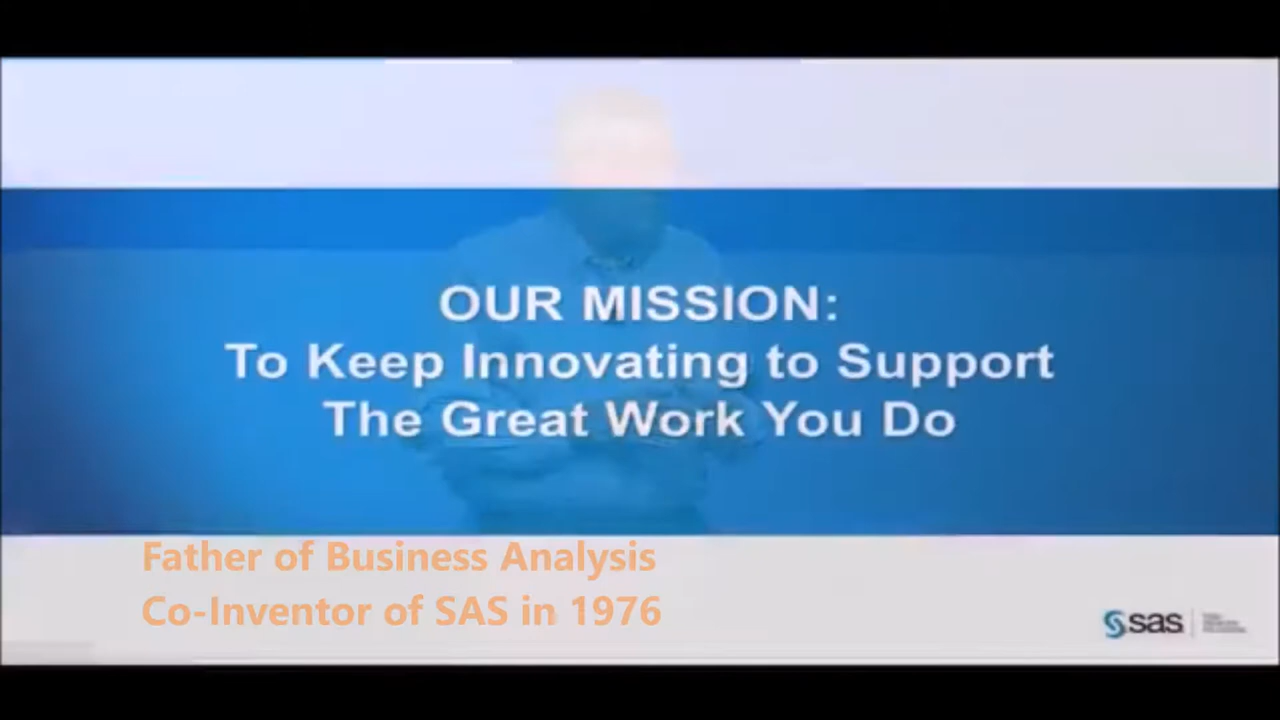 OUR MISSION:
To Keep Innovating to Support
The Great Work You Do
Father of Business Analysis
Co-Inventor of SAS in 1976
sas